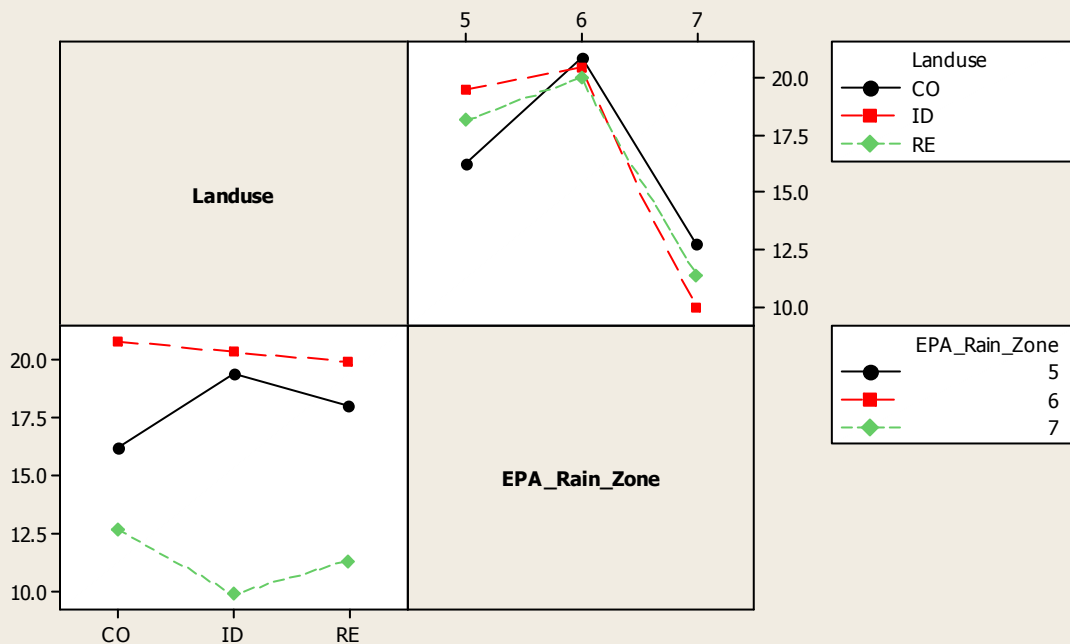 5 6 7
Landuse
CO
ID
RE
20.0
17.5
15.0
12.5
10.0
Landuse
20.0
17.5
15.0
12.5
10.0
EPA_Rain_Zone
EPA_Rain_Zone
5
6
7
CO ID RE